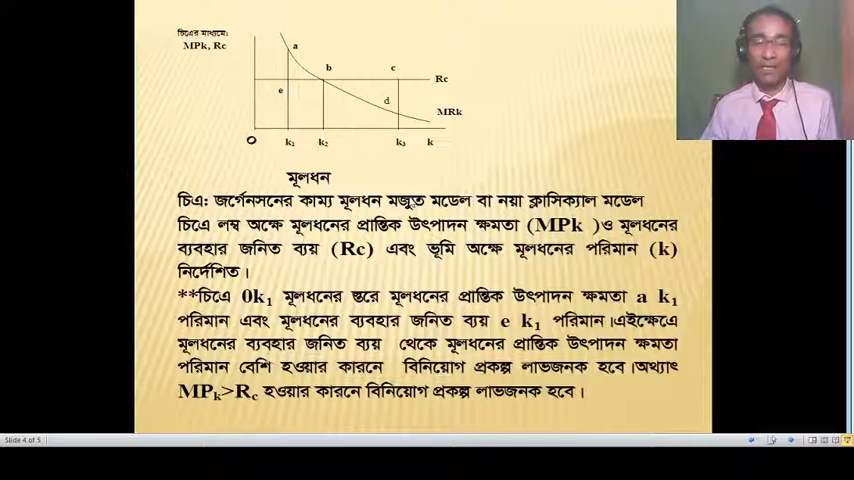 চিত্রের মাধ্যমে:
MPk, Rc
a
b
c
Rc
e
d
MRk
O
k₁
k₂
k₃
k
মূলধন
চিএ: জর্গেনসনের কাম্য মূলধন মজুত মডেল বা নয়া ক্লাসিক্যাল মডেল
চিএে লম্ব অক্ষে মূলধনের প্রান্তিক উৎপাদন ক্ষমতা (MPk )ও মূলধনের
ব্যবহার জনিত ব্যয় (Rc) এবং ভূমি অক্ষে মূলধনের পরিমান (k)
নির্দেশিত।
**চিএে 0k₁ মূলধনের স্তরে মূলধনের প্রান্তিক উৎপাদন ক্ষমতা a k₁
পরিমান এবং মূলধনের ব্যবহার জনিত ব্যয় e k₁ পরিমান।এইক্ষেএে
মূলধনের ব্যবহার জনিত ব্যয় থেকে মূলধনের প্রান্তিক উৎপাদন ক্ষমতা
পরিমান বেশি হওয়ার কারনে বিনিয়োগ প্রকল্প লাভজনক হবে।অথ্যাৎ
MPₖ>R꜀ হওয়ার কারনে বিনিয়োগ প্রকল্প লাভজনক হবে।
Slide 4 of 5